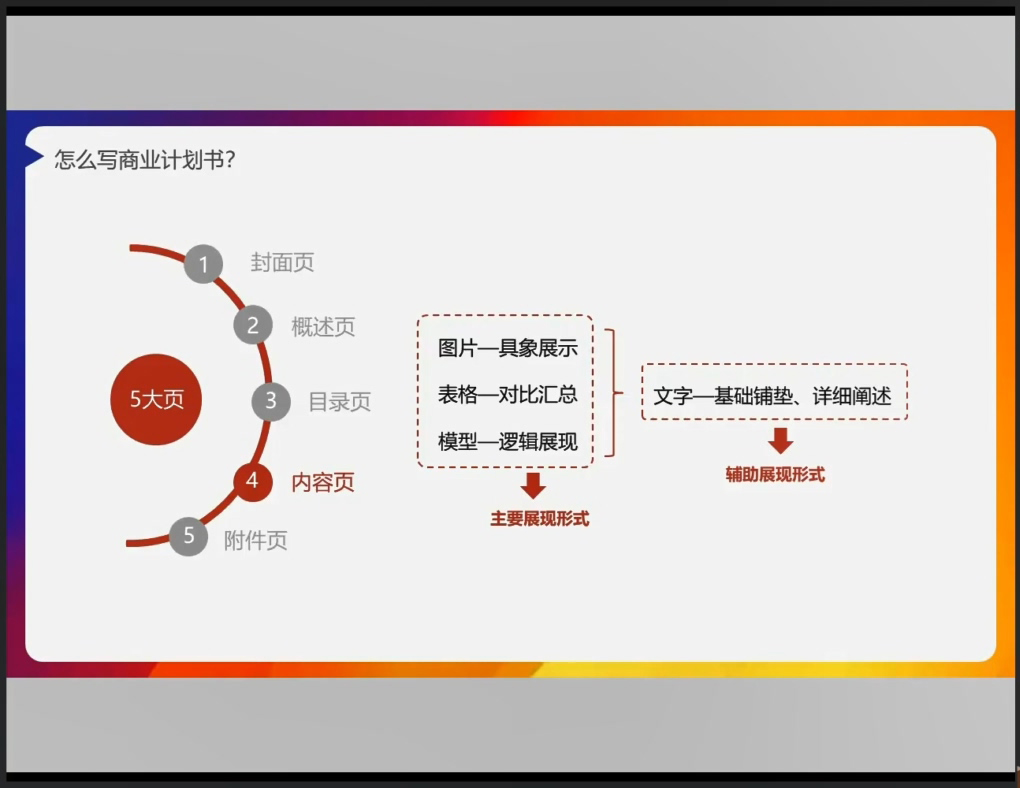 怎么写商业计划书?
1 封面页
2 概述页
5大页
3 目录页
4 内容页
5 附件页
图片—具象展示
表格—对比汇总
模型—逻辑展现
主要展现形式
文字—基础铺垫、详细阐述
辅助展现形式